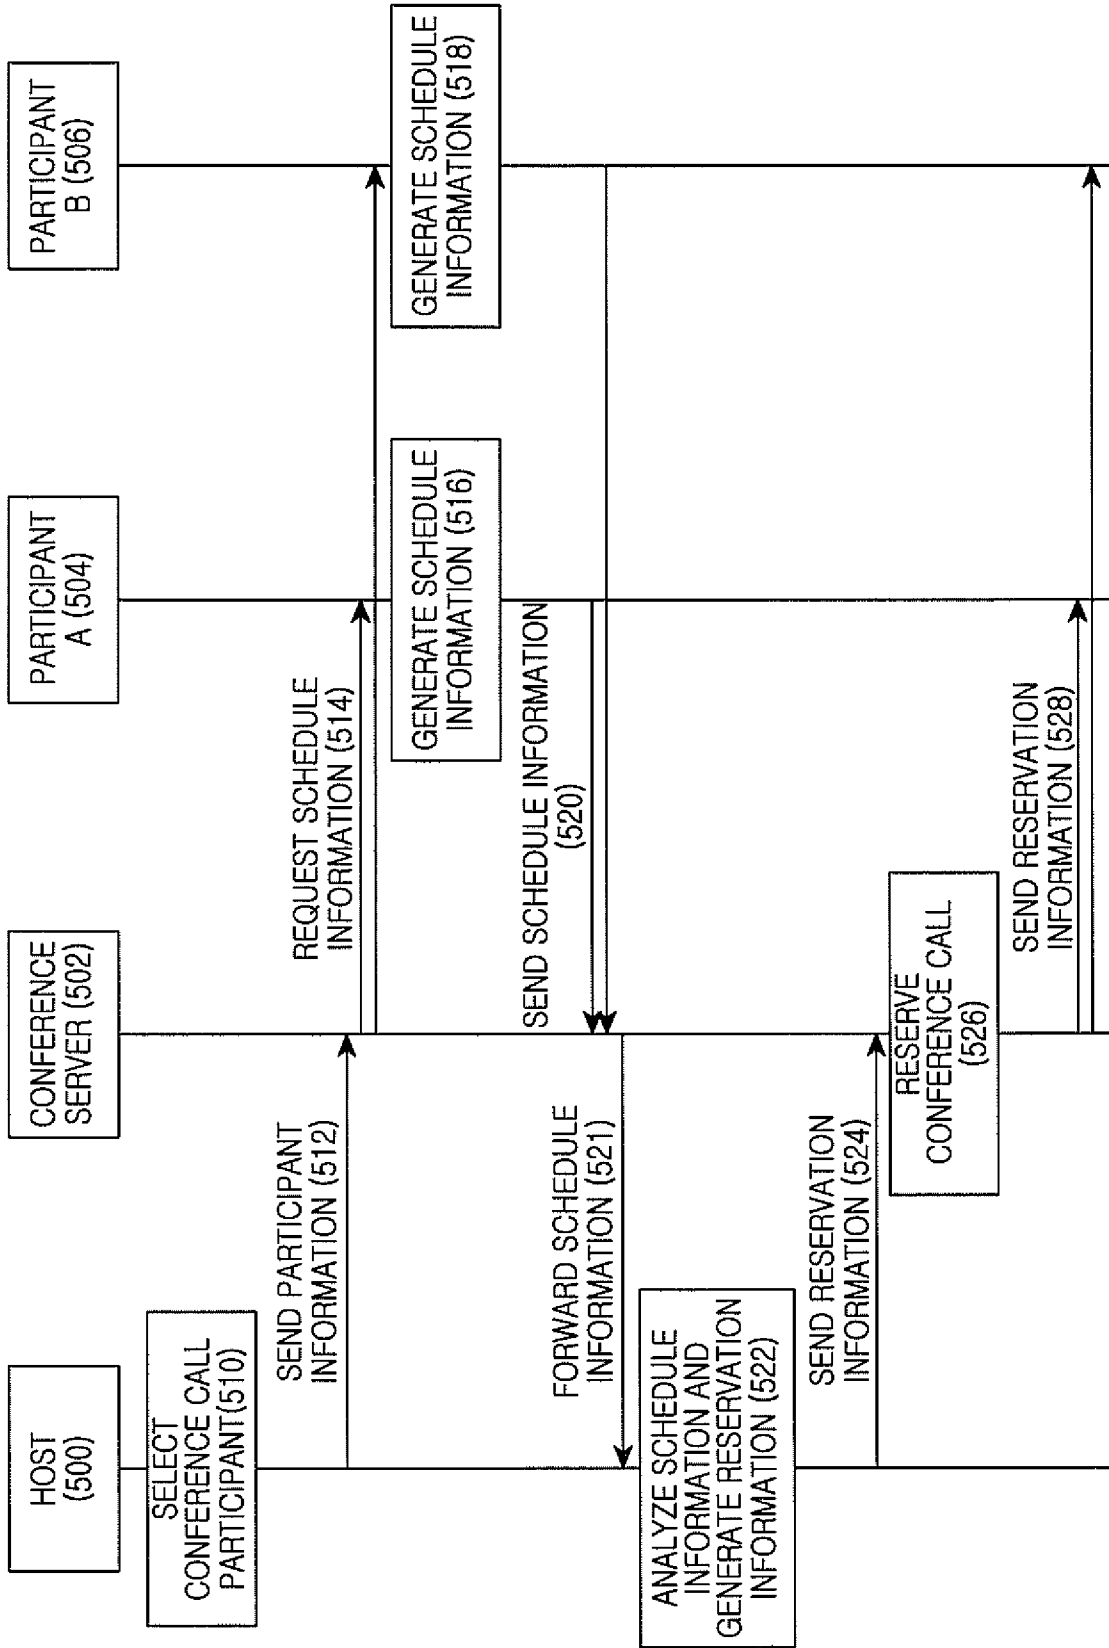 HOST
(500)
CONFERENCE
SERVER (502)
PARTICIPANT
A (504)
PARTICIPANT
B (506)
SELECT
CONFERENCE CALL
PARTICIPANT(510)
SEND PARTICIPANT
INFORMATION (512)
REQUEST SCHEDULE
INFORMATION (514)
GENERATE SCHEDULE
INFORMATION (516)
GENERATE SCHEDULE
INFORMATION (518)
SEND SCHEDULE INFORMATION
(520)
FORWARD SCHEDULE
INFORMATION (521)
ANALYZE SCHEDULE
INFORMATION AND
GENERATE RESERVATION
INFORMATION (522)
SEND RESERVATION
INFORMATION (524)
RESERVE
CONFERENCE CALL
(526)
SEND RESERVATION
INFORMATION (528)